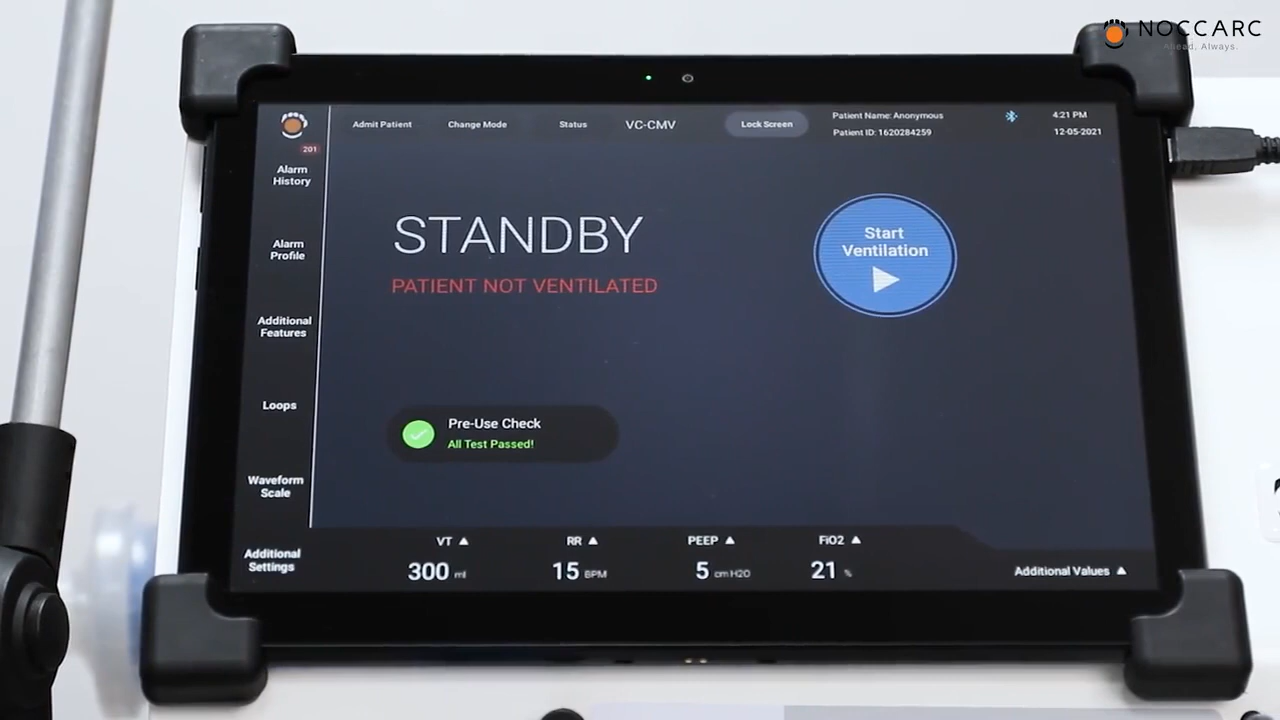 NOCCARC
Ahead. Always.
Admit Patient
Change Mode
Status
VC-CMV
Lock Screen
Patient Name: Anonymous
Patient ID: 1620284259
4:21 PM
12-05-2021
201
Alarm
History
Alarm
Profile
Additional
Features
Loops
Waveform
Scale
Additional
Settings
STANDBY
PATIENT NOT VENTILATED
Start
Ventilation
Pre-Use Check
All Test Passed!
VT
300 ml
RR
15 BPM
PEEP
5 cm H2O
FiO2
21 %
Additional Values